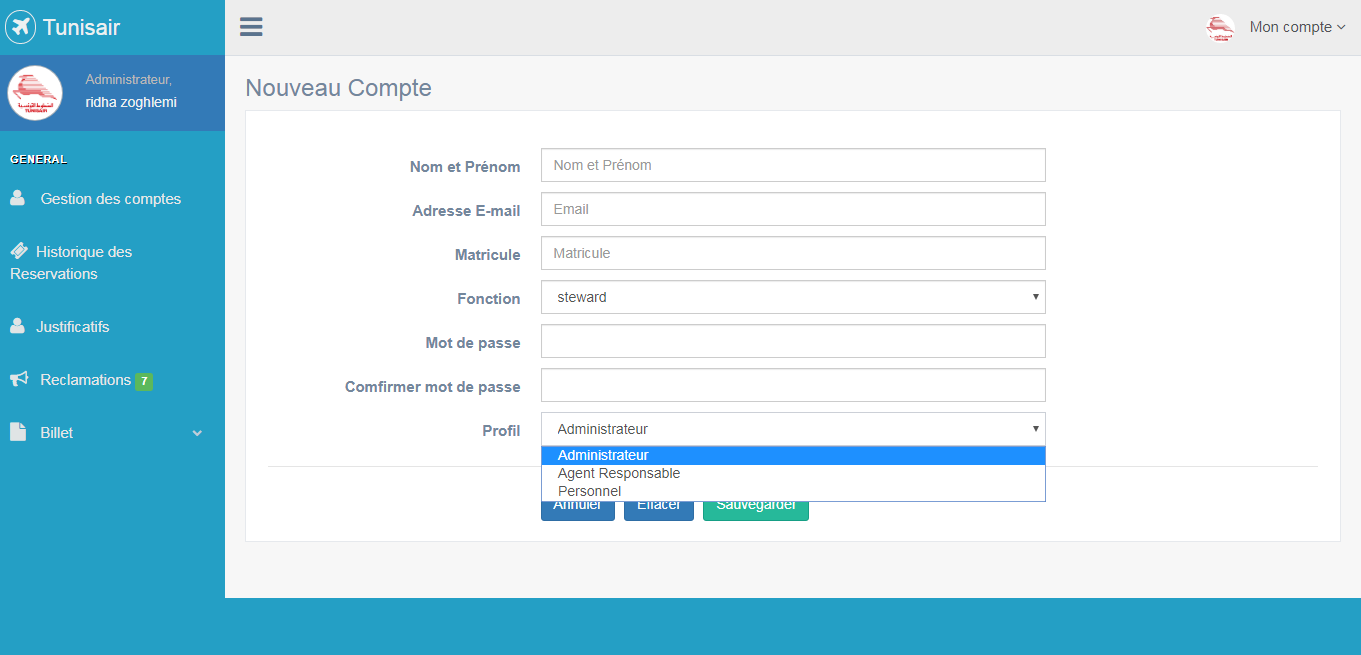 Tunisair
Mon compte
Administrateur,
ridha zoghlemi
TUNISAIR
GENERAL
Gestion des comptes
Historique des
Reservations
Justificatifs
Reclamations 7
Billet
Nouveau Compte
Nom et Prénom Nom et Prénom
Adresse E-mail Email
Matricule Matricule
Fonction steward
Mot de passe
Comfirmer mot de passe
Profil Administrateur
Administrateur
Agent Responsable
Personnel
Annuler Effacer Sauvegarder